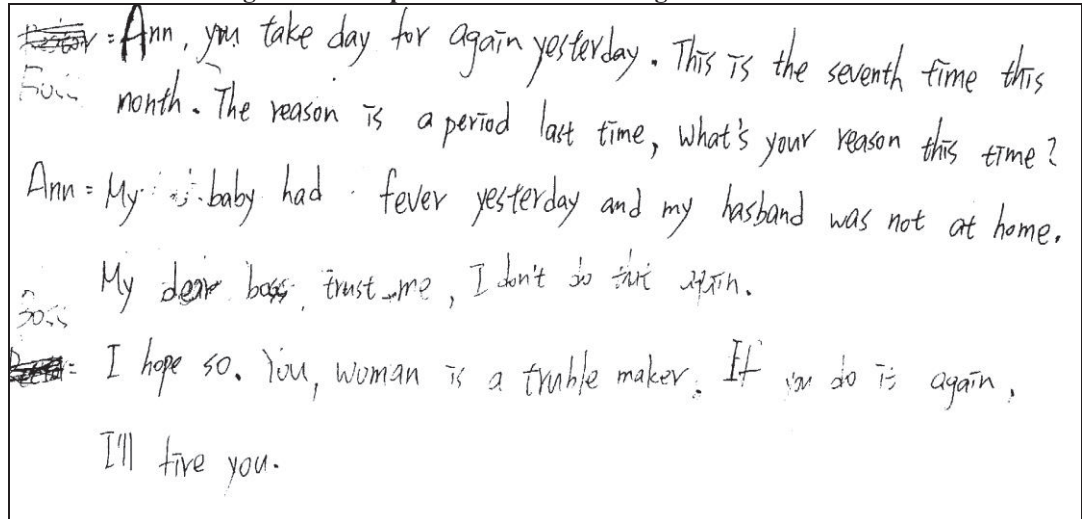 Boss = Ann, you take day for again yesterday. This is the seventh time this
month. The reason is a period last time, what's your reason this time?
Ann = My baby had fever yesterday and my hasband was not at home.
My dear boss, trust me, I don't do that again.
Boss = I hope so. You, woman is a truble maker. If you do it again,
I'll fire you.